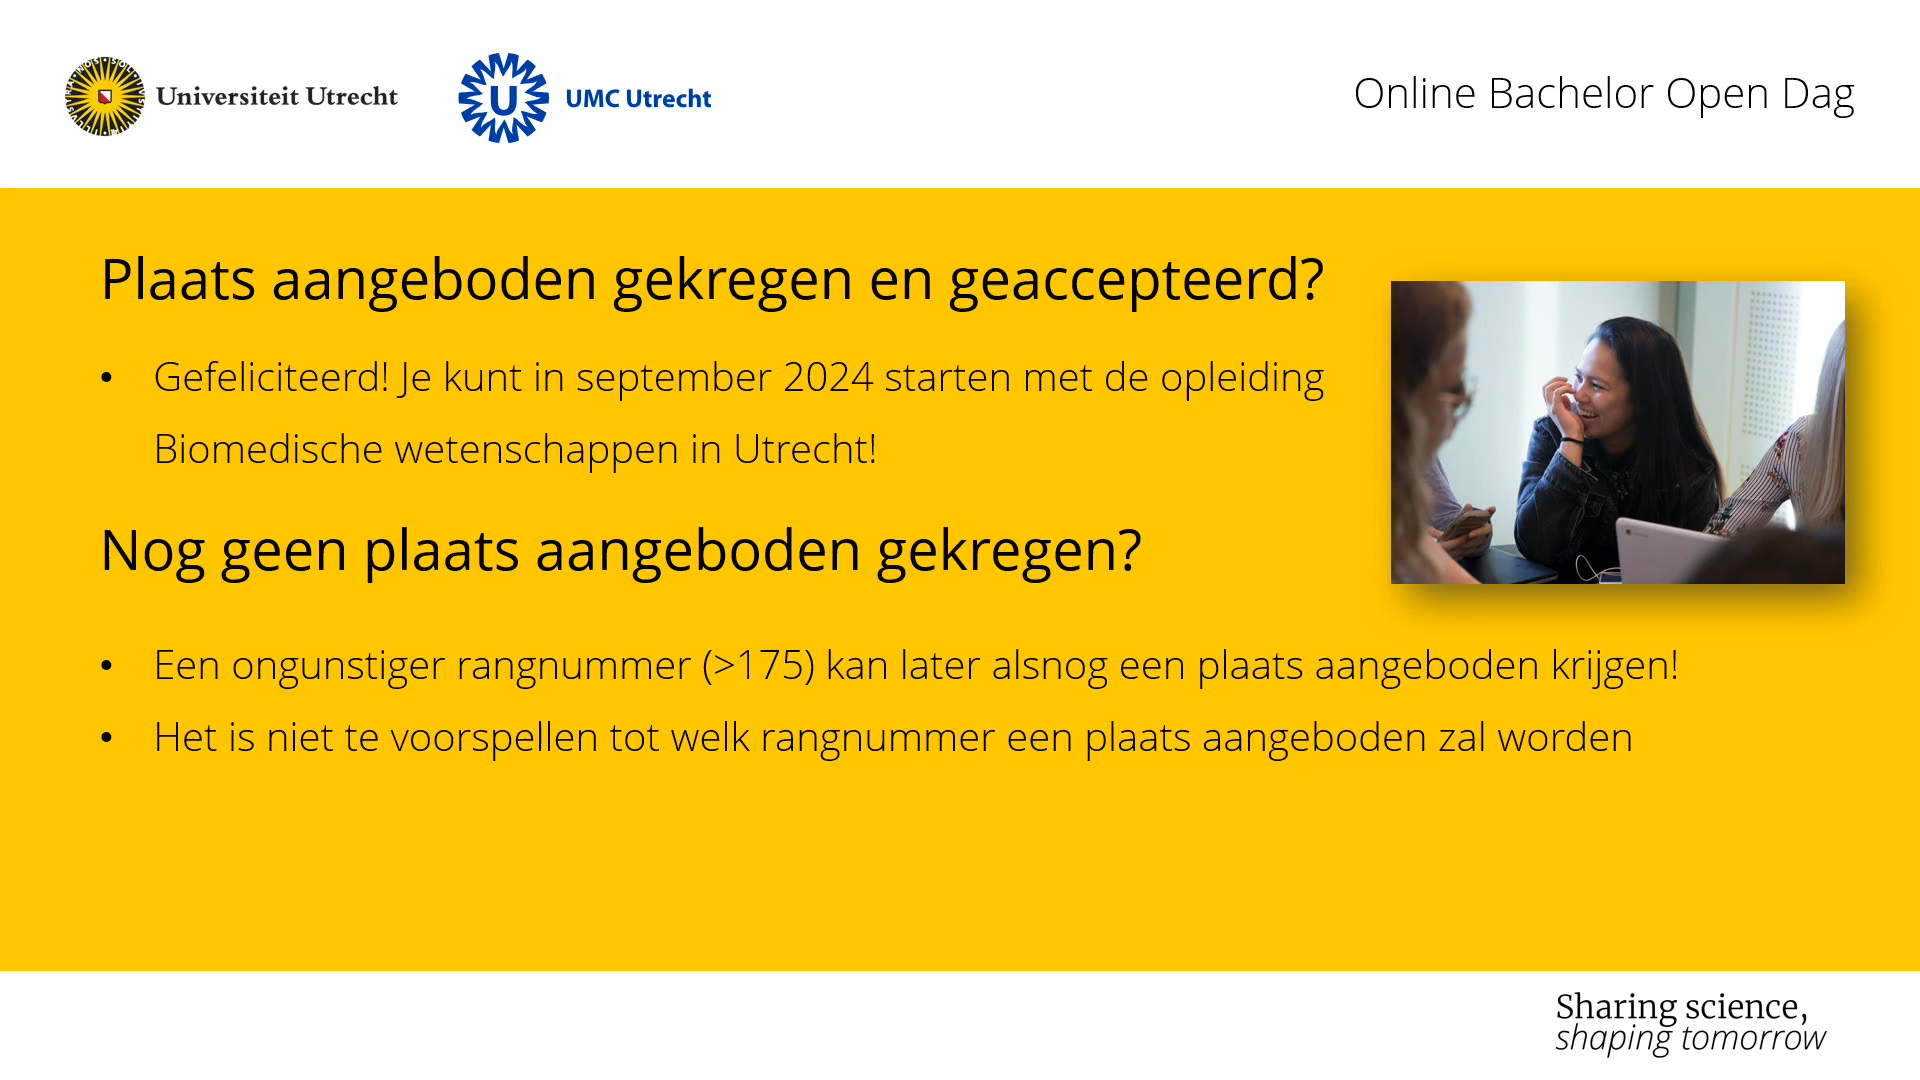 Universiteit Utrecht
UMC Utrecht
Online Bachelor Open Dag
Plaats aangeboden gekregen en geaccepteerd?
• Gefeliciteerd! Je kunt in september 2024 starten met de opleiding
Biomedische wetenschappen in Utrecht!
Nog geen plaats aangeboden gekregen?
• Een ongunstiger rangnummer (>175) kan later alsnog een plaats aangeboden krijgen!
• Het is niet te voorspellen tot welk rangnummer een plaats aangeboden zal worden
Sharing science,
shaping tomorrow